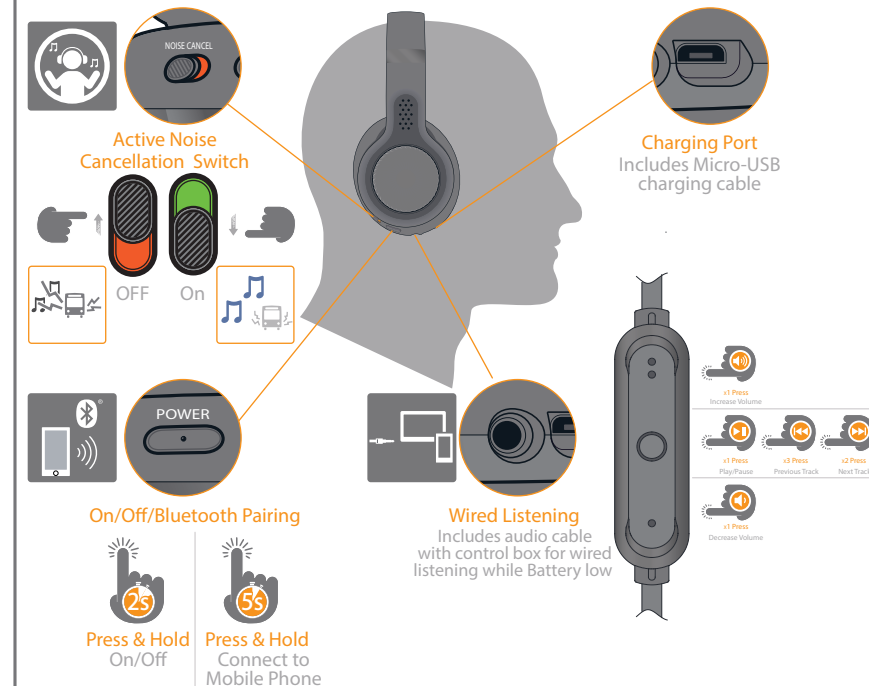 NOISE CANCEL
Active Noise
Cancellation Switch
OFF
On
Charging Port
Includes Micro-USB
charging cable
POWER
On/Off/Bluetooth Pairing
2s
5s
Press & Hold
On/Off
Press & Hold
Connect to
Mobile Phone
Wired Listening
Includes audio cable
with control box for wired
listening while Battery low
x1 Press
Increase Volume
x1 Press
Play/Pause
x3 Press
Previous Track
x2 Press
Next Track
x1 Press
Decrease Volume